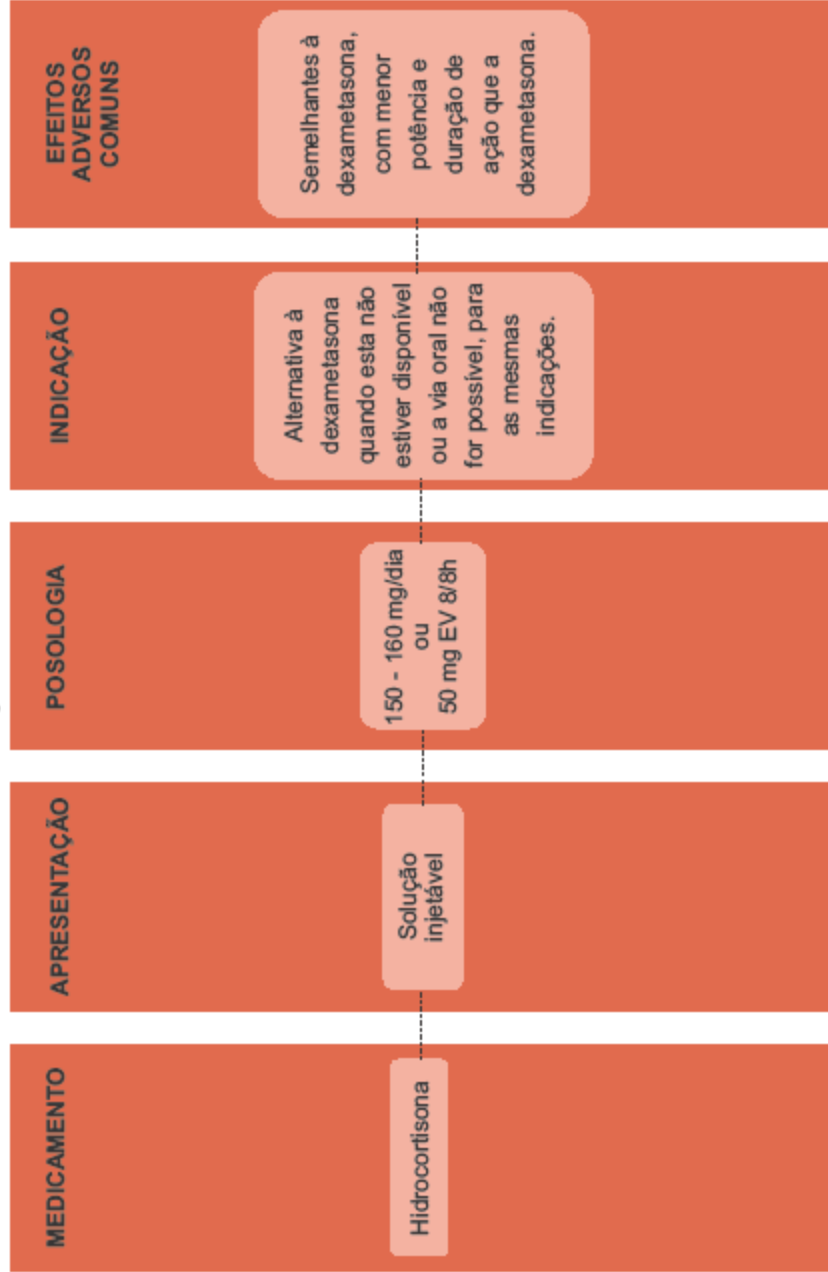 MEDICAMENTO
Hidrocortisona
APRESENTAÇÃO
Solução
injetável
POSOLOGIA
150 - 160 mg/dia
ou
50 mg EV 8/8h
INDICAÇÃO
Alternativa à
dexametasona
quando esta não
estiver disponível
ou a via oral não
for possível, para
as mesmas
indicações.
EFEITOS
ADVERSOS
COMUNS
Semelhantes à
dexametasona,
com menor
potência e
duração de
ação que a
dexametasona.